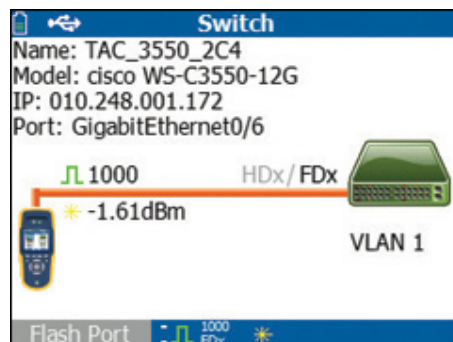 Switch
Name: TAC_3550_2C4
Model: cisco WS-C3550-12G
IP: 010.248.001.172
Port: GigabitEthernet0/6
1000 HDx/FDx
-1.61dBm
VLAN 1
Flash Port 1000
FDx